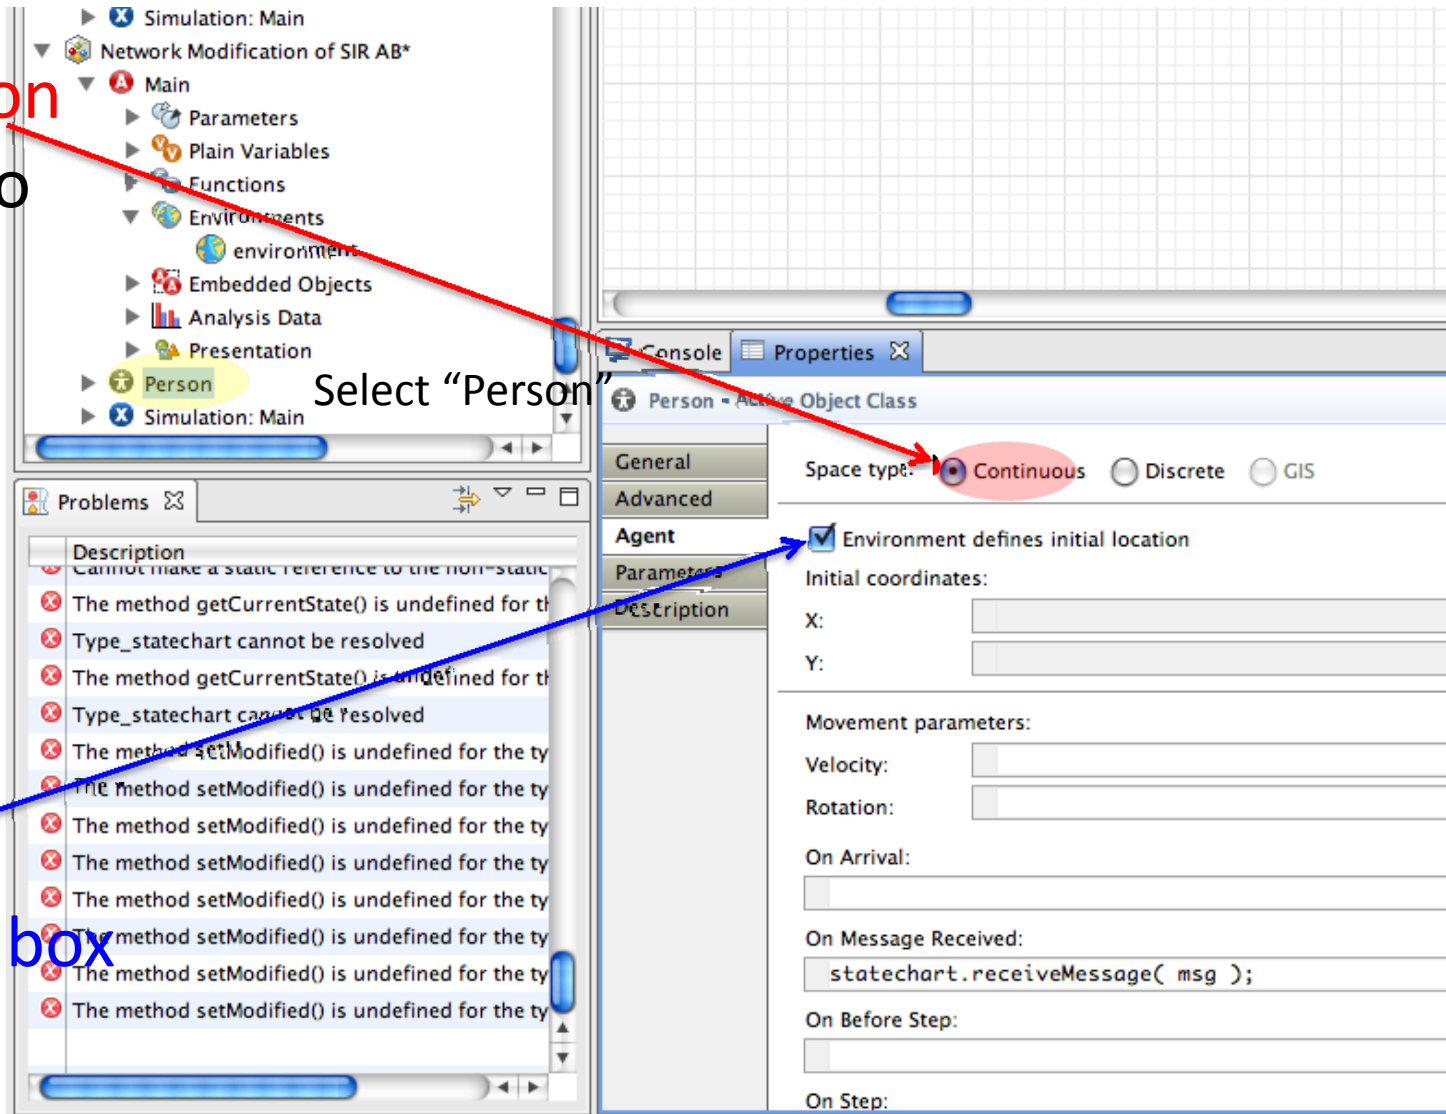 Simulation: Main
Network Modification of SIR AB*
Main
on
Parameters
Plain Variables
o
Functions
Environments
environment
Embedded Objects
Analysis Data
Presentation
Person
Select “Person”
Simulation: Main
Problems
Description
Cannot make a static reference to the non-static
The method getCurrentState() is undefined for th
Type_statechart cannot be resolved
The method getCurrentState() is undefined for th
Type_statechart cannot be resolved
The method setModified() is undefined for the ty
The method setModified() is undefined for the ty
The method setModified() is undefined for the ty
The method setModified() is undefined for the ty
The method setModified() is undefined for the ty
box
The method setModified() is undefined for the ty
The method setModified() is undefined for the ty
The method setModified() is undefined for the ty
Console Properties
Person - Active Object Class
General
Advanced
Agent
Parameters
Description
Space type: Continuous Discrete GIS
Environment defines initial location
Initial coordinates:
X:
Y:
Movement parameters:
Velocity:
Rotation:
On Arrival:
On Message Received:
statechart.receiveMessage( msg );
On Before Step:
On Step: